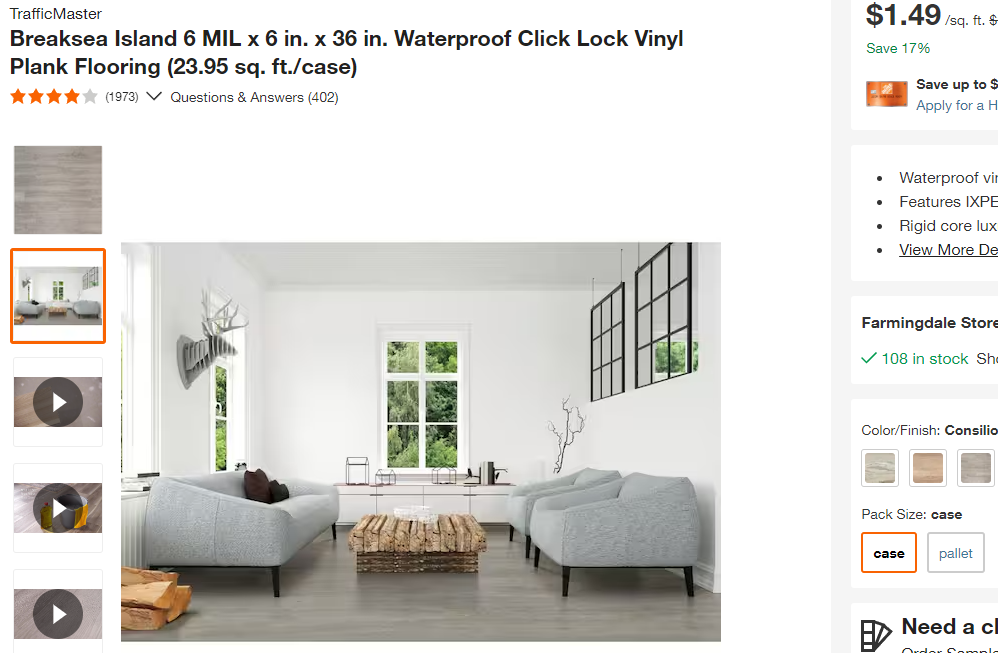 TrafficMaster
Breaksea Island 6 MIL x 6 in. x 36 in. Waterproof Click Lock Vinyl
Plank Flooring (23.95 sq. ft./case)
(1973) Questions & Answers (402)
$1.49 /sq. ft. $
Save 17%
Save up to $
Apply for a H
Waterproof
Features IXPE
Rigid core
View More
Farmingdale Store
108 in stock
Color/Finish: Consilio
Pack Size: case
case
pallet
Need a